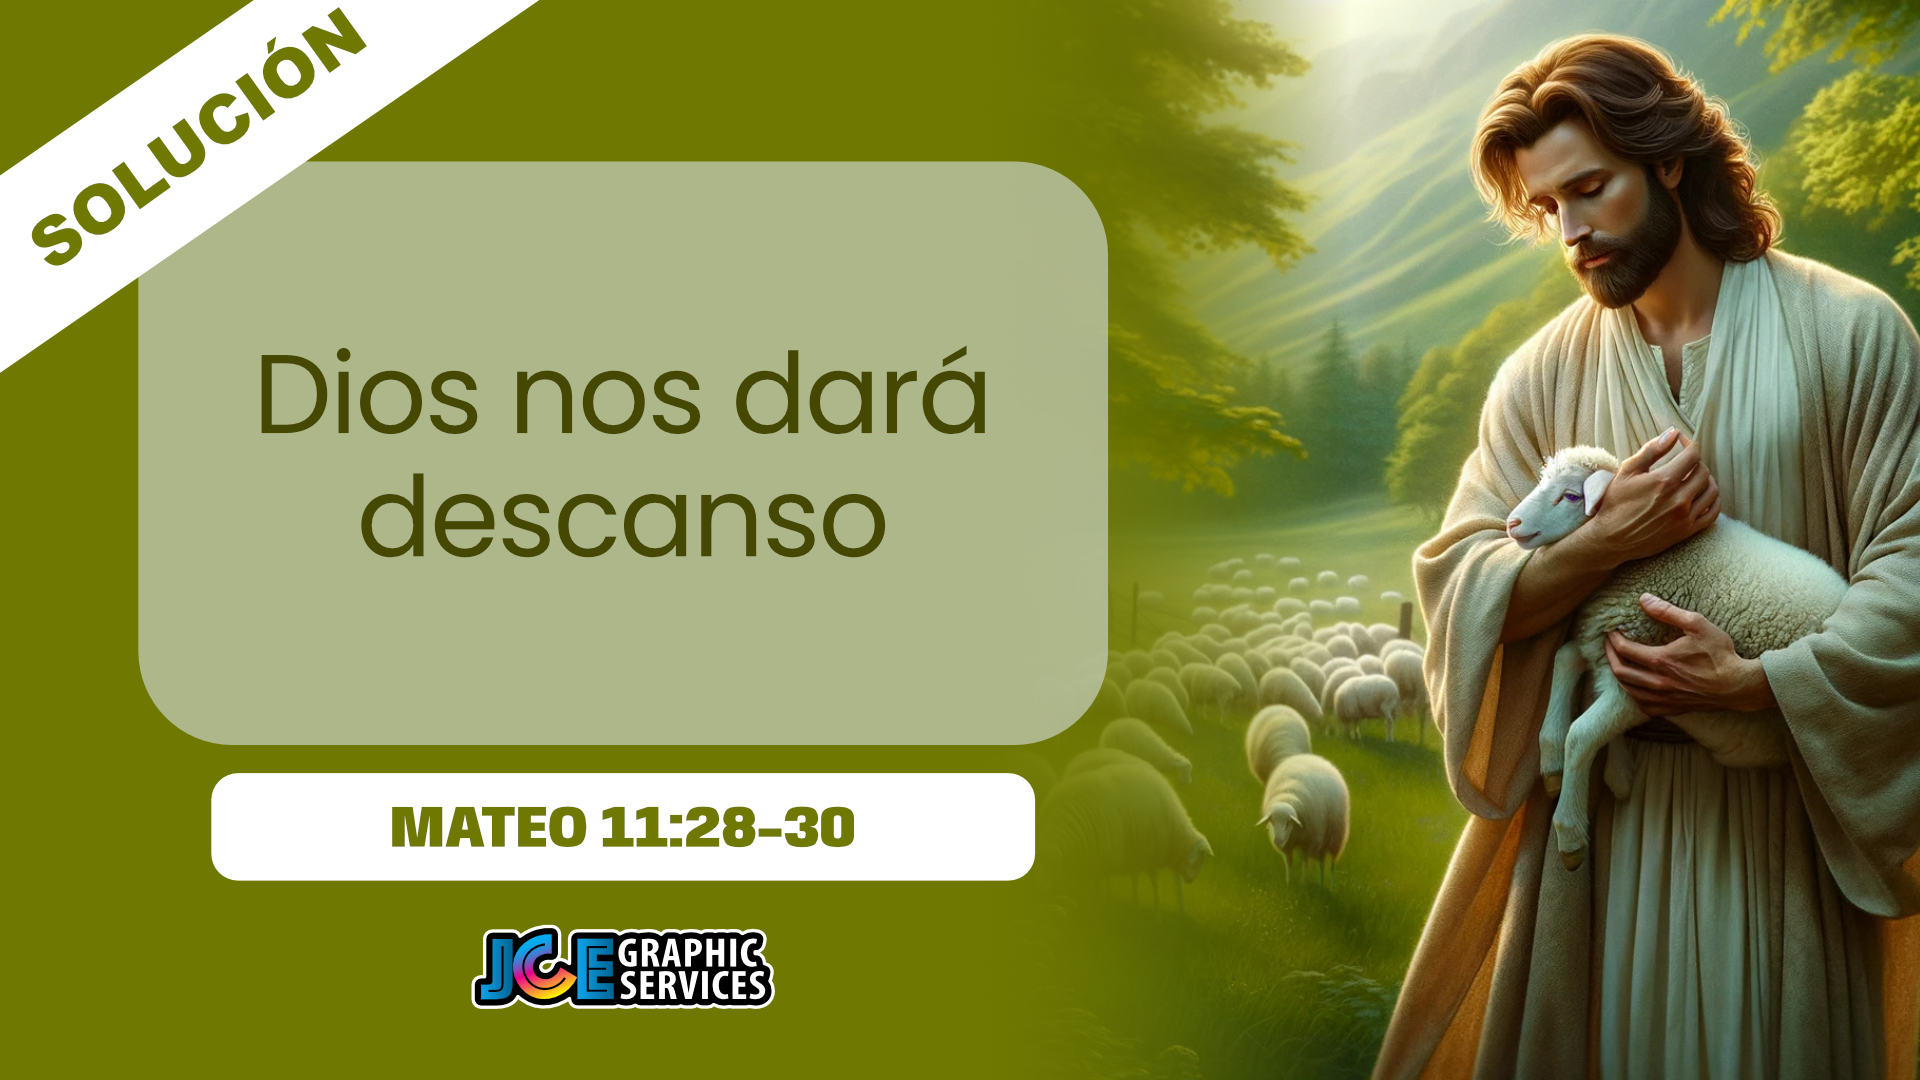 SOLUCIÓN
Dios nos dará
descanso
MATEO 11:28-30
JCE GRAPHIC
SERVICES